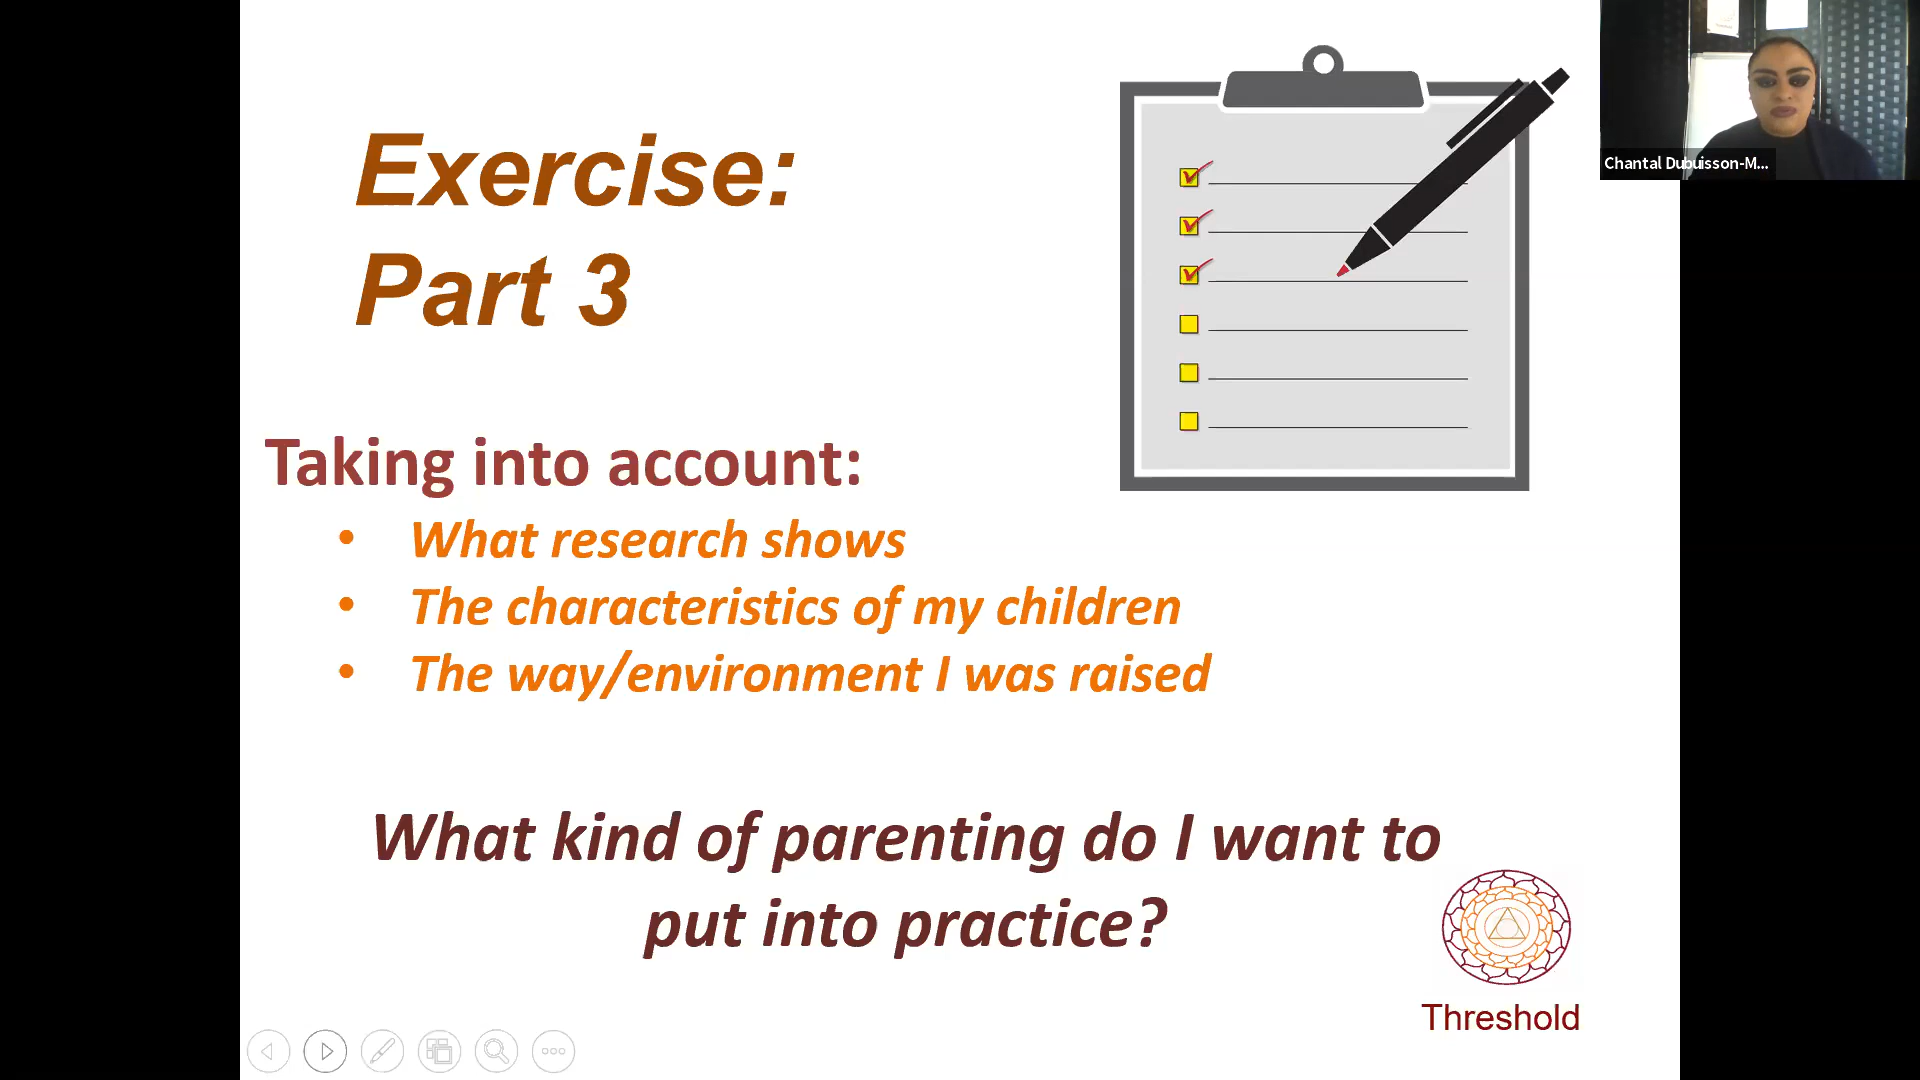 Exercise:
Part 3
Chantal Dubuisson-M...
Taking into account:
• What research shows
• The characteristics of my children
• The way/environment I was raised
What kind of parenting do I want to
put into practice?
Threshold